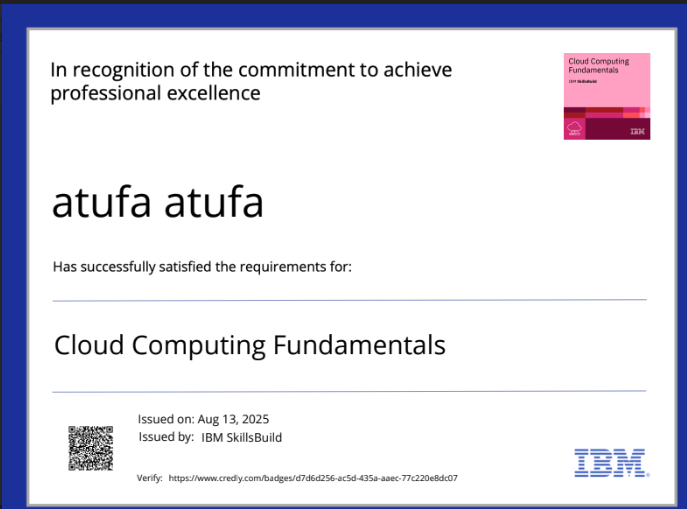 In recognition of the commitment to achieve
professional excellence
Cloud Computing
Fundamentals
IBM SkillsBuild
IBM
atufa atufa
Has successfully satisfied the requirements for:
Cloud Computing Fundamentals
Issued on: Aug 13, 2025
Issued by: IBM SkillsBuild
Verify: https://www.credly.com/badges/d7d6d256-ac5d-435a-aaec-77c220e8dc07
IBM